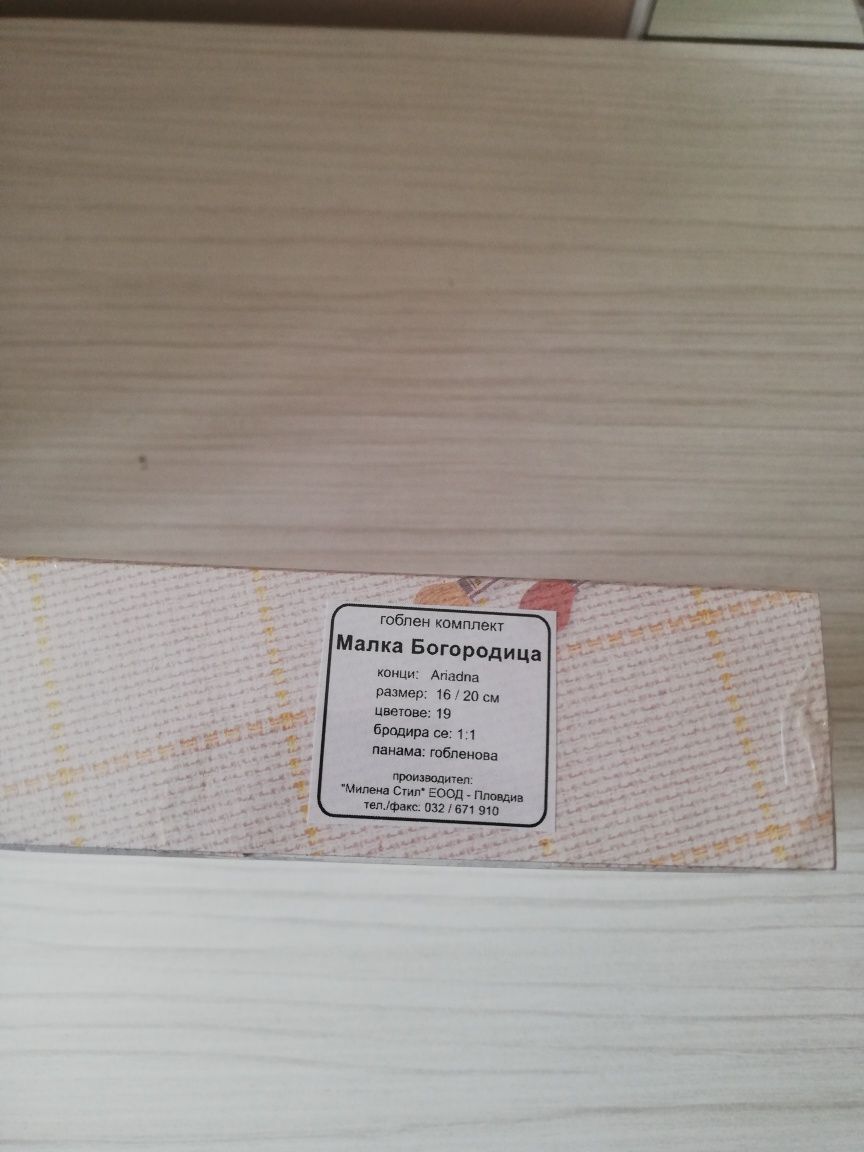 гоблен комплект
Малка Богородица
конци: Ariadna
размер: 16 / 20 см
цветове: 19
бродира се: 1:1
панама: гобленова
производител:
"Милена Стил" ЕООД - Пловдив
тел./факс: 032 / 671 910